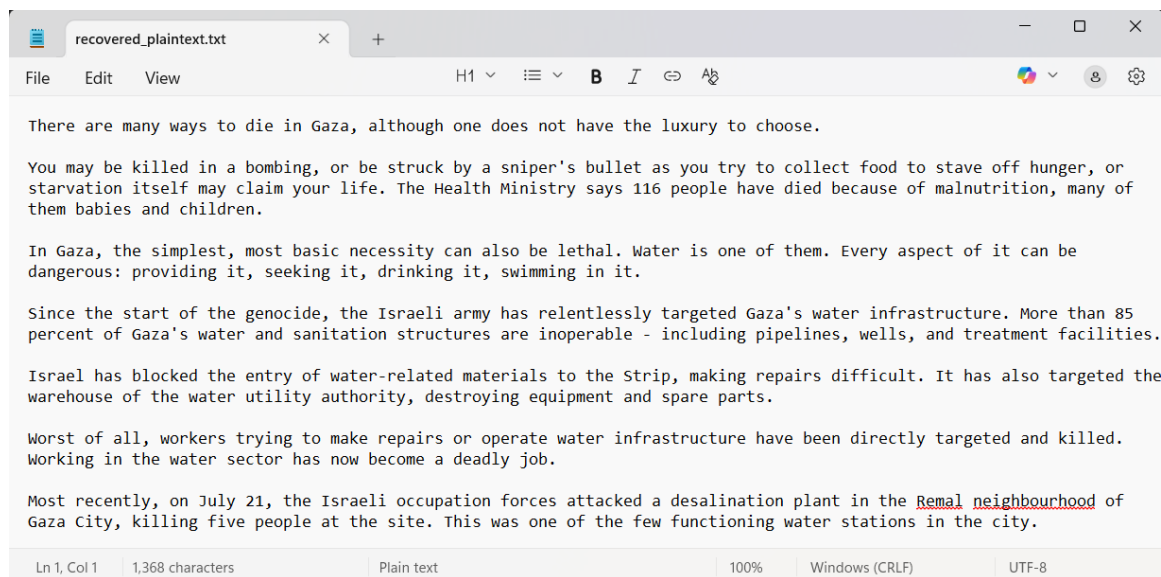 recovered_plaintext.txt
File Edit View H1 B I
There are many ways to die in Gaza, although one does not have the luxury to choose.
You may be killed in a bombing, or be struck by a sniper's bullet as you try to collect food to stave off hunger, or
starvation itself may claim your life. The Health Ministry says 116 people have died because of malnutrition, many of
them babies and children.
In Gaza, the simplest, most basic necessity can also be lethal. Water is one of them. Every aspect of it can be
dangerous: providing it, seeking it, drinking it, swimming in it.
Since the start of the genocide, the Israeli army has relentlessly targeted Gaza's water infrastructure. More than 85
percent of Gaza's water and sanitation structures are inoperable - including pipelines, wells, and treatment facilities.
Israel has blocked the entry of water-related materials to the Strip, making repairs difficult. It has also targeted the
warehouse of the water utility authority, destroying equipment and spare parts.
Worst of all, workers trying to make repairs or operate water infrastructure have been directly targeted and killed.
Working in the water sector has now become a deadly job.
Most recently, on July 21, the Israeli occupation forces attacked a desalination plant in the Remal neighbourhood of
Gaza City, killing five people at the site. This was one of the few functioning water stations in the city.
Ln 1, Col 1 1,368 characters Plain text 100% Windows (CRLF) UTF-8